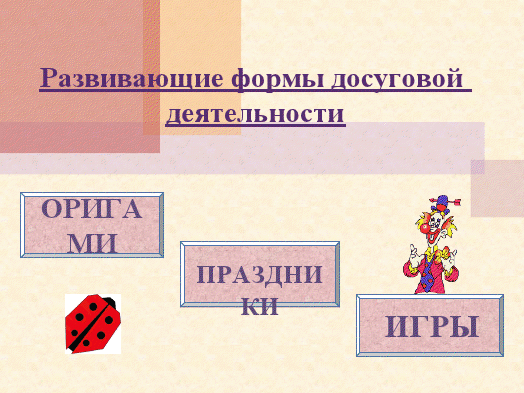 Развивающие формы досуговой
деятельности
ОРИГА
МИ
ПРАЗДНИ
КИ
ИГРЫ